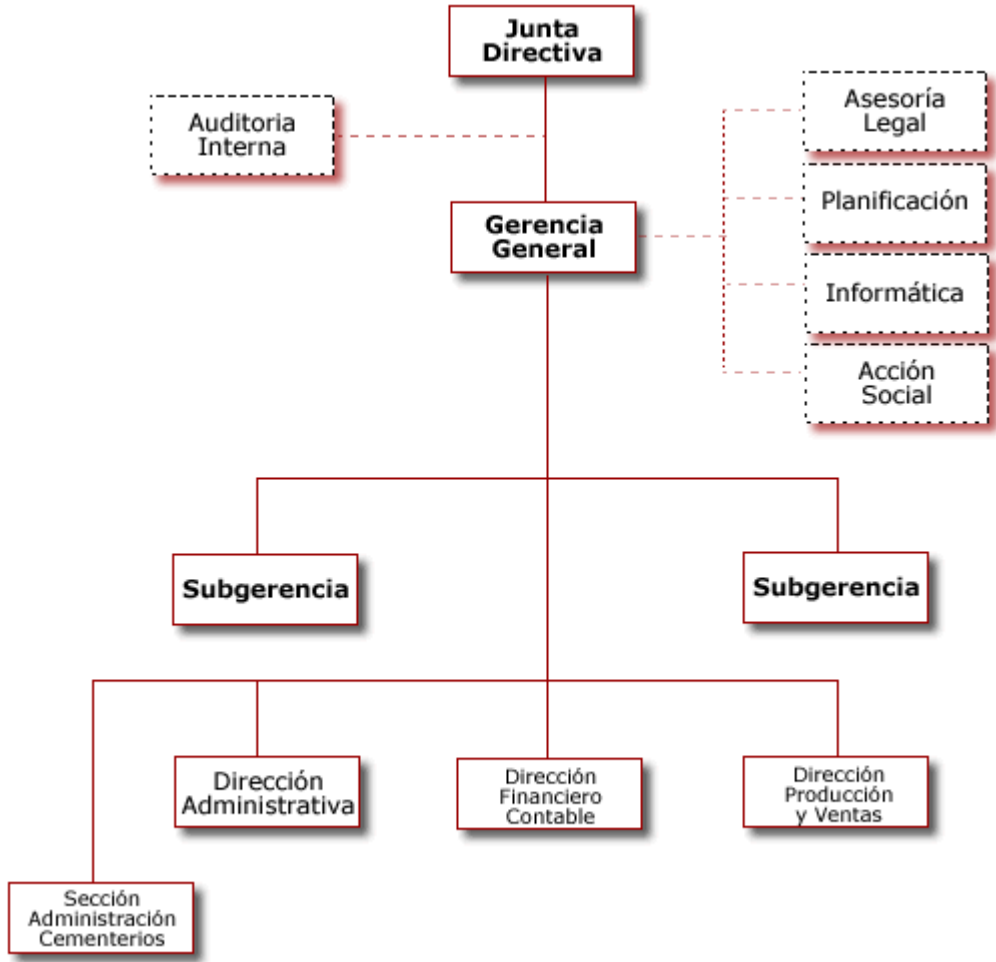 Junta
Directiva
Auditoria
Interna
Asesoría
Legal
Planificación
Gerencia
General
Informática
Acción
Social
Subgerencia
Subgerencia
Dirección
Administrativa
Dirección
Financiero
Contable
Dirección
Producción
y Ventas
Sección
Administración
Cementerios